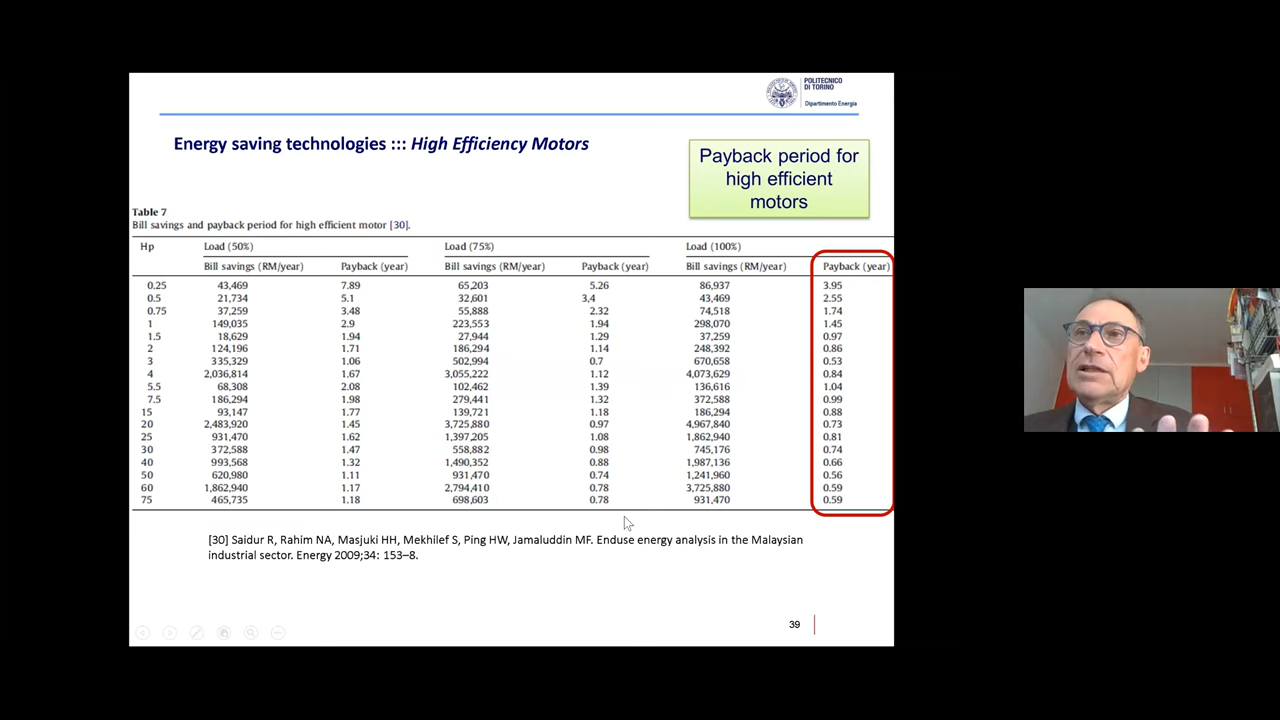 POLITECNICO
DI TORINO
Dipartimento Energia
Energy saving technologies ::: High Efficiency Motors
Payback period for
high efficient
motors
Table 7
Bill savings and payback period for high efficient motor [30].
Hp Load (50%) Load (75%) Load (100%)
Bill savings (RM/year) Payback (year) Bill savings (RM/year) Payback (year) Bill savings (RM/year) Payback (year)
0.25 43,469 7.89 65,203 5.26 86,937 3.95
0.5 21,734 5.1 32,601 3,4 43,469 2.55
0.75 37,259 3.48 55,888 2.32 74,518 1.74
1 149,035 2.9 223,553 1.94 298,070 1.45
1.5 18,629 1.94 27,944 1.29 37,259 0.97
2 124,196 1.71 186,294 1.14 248,392 0.86
3 335,329 1.06 502,994 0.7 670,658 0.53
4 2,036,814 1.67 3,055,222 1.12 4,073,629 0.84
5.5 68,308 2.08 102,462 1.39 136,616 1.04
7.5 186,294 1.98 279,441 1.32 372,588 0.99
15 93,147 1.77 139,721 1.18 186,294 0.88
20 2,483,920 1.45 3,725,880 0.97 4,967,840 0.73
25 931,470 1.62 1,397,205 1.08 1,862,940 0.81
30 372,588 1.47 558,882 0.98 745,176 0.74
40 993,568 1.32 1,490,352 0.88 1,987,136 0.66
50 620,980 1.11 931,470 0.74 1,241,960 0.56
60 1,862,940 1.17 2,794,410 0.78 3,725,880 0.59
75 465,735 1.18 698,603 0.78 931,470 0.59
[30] Saidur R, Rahim NA, Masjuki HH, Mekhilef S, Ping HW, Jamaluddin MF. Enduse energy analysis in the Malaysian
industrial sector. Energy 2009;34: 153–8.
39